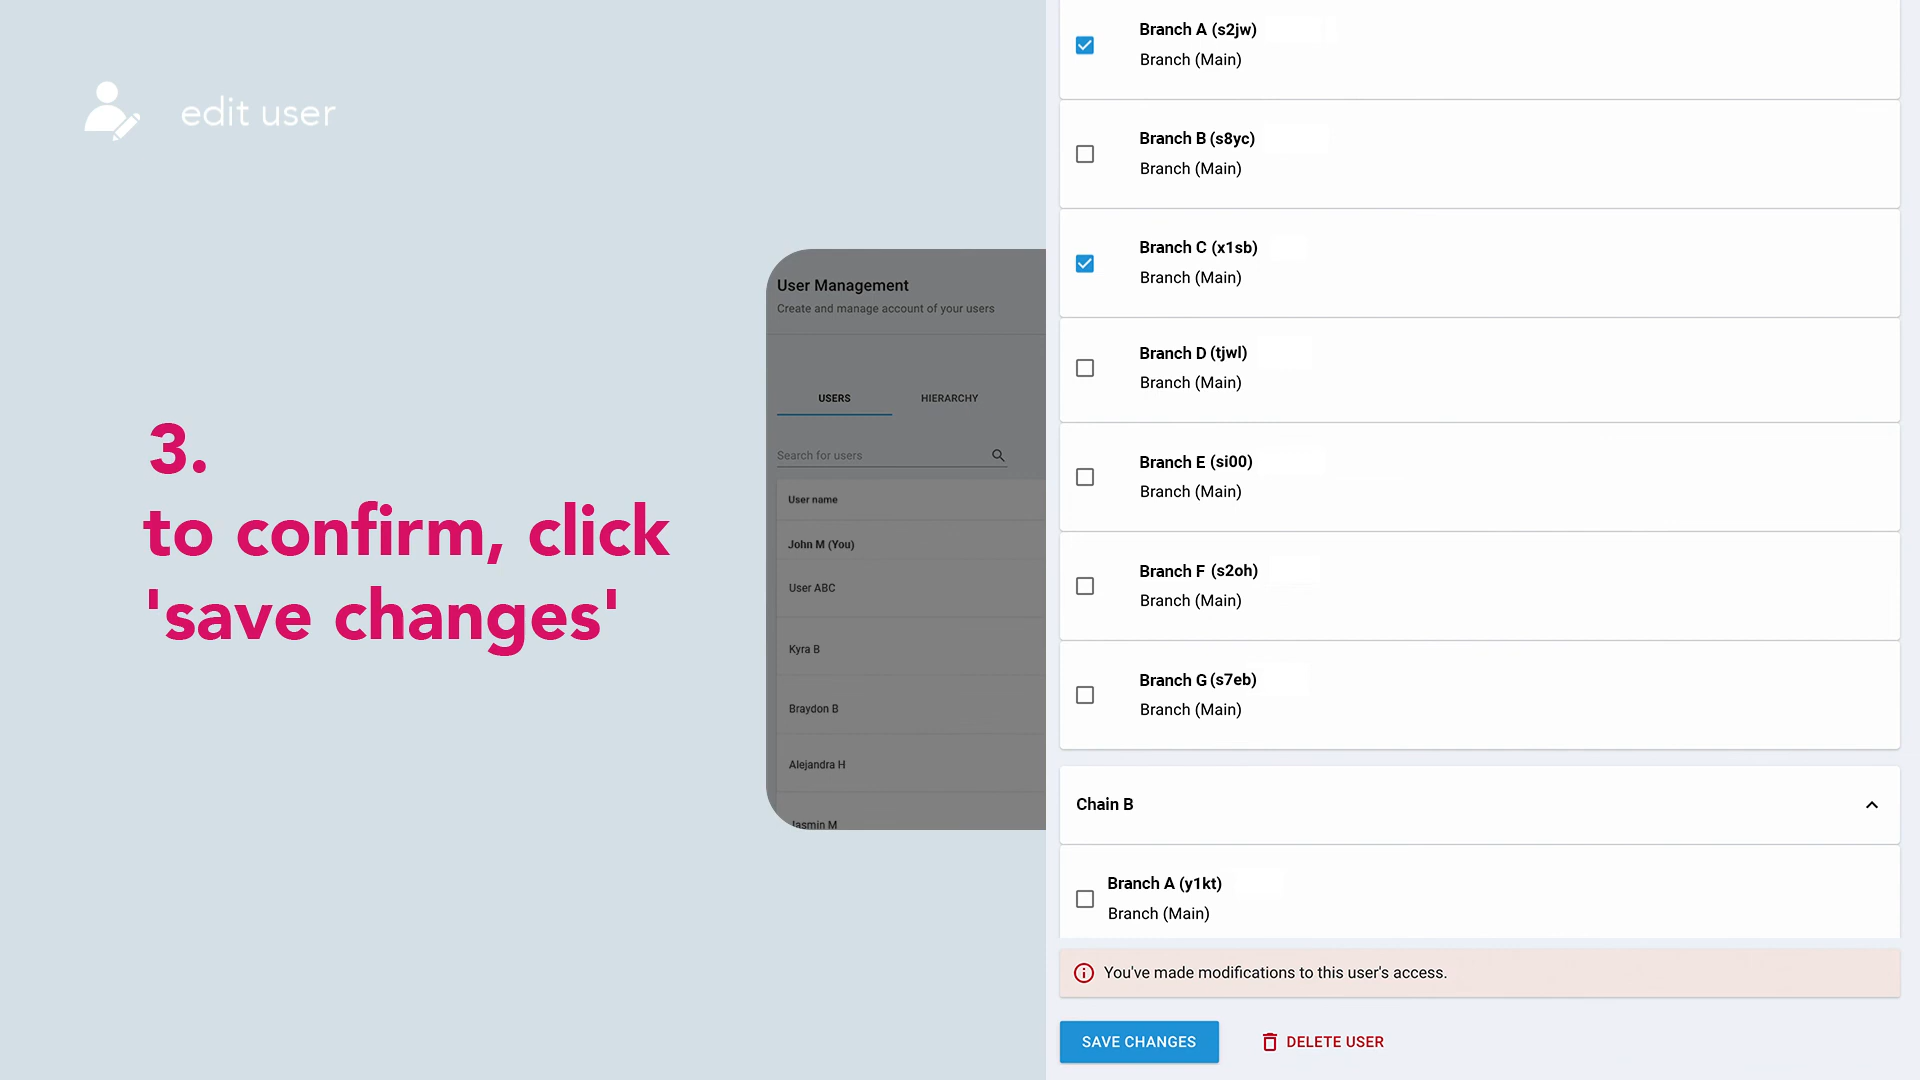 edit user
3.
to confirm, click
'save changes'
User Management
Create and manage account of your users
USERS
HIERARCHY
Search for users
User name
John M (You)
User ABC
Kyra B
Braydon B
Alejandra H
Jasmin M
Branch A (s2jw)
Branch (Main)
Branch B (s8yc)
Branch (Main)
Branch C (x1sb)
Branch (Main)
Branch D (tjwl)
Branch (Main)
Branch E (si00)
Branch (Main)
Branch F (s2oh)
Branch (Main)
Branch G (s7eb)
Branch (Main)
Chain B
Branch A (y1kt)
Branch (Main)
You've made modifications to this user's access.
SAVE CHANGES
DELETE USER